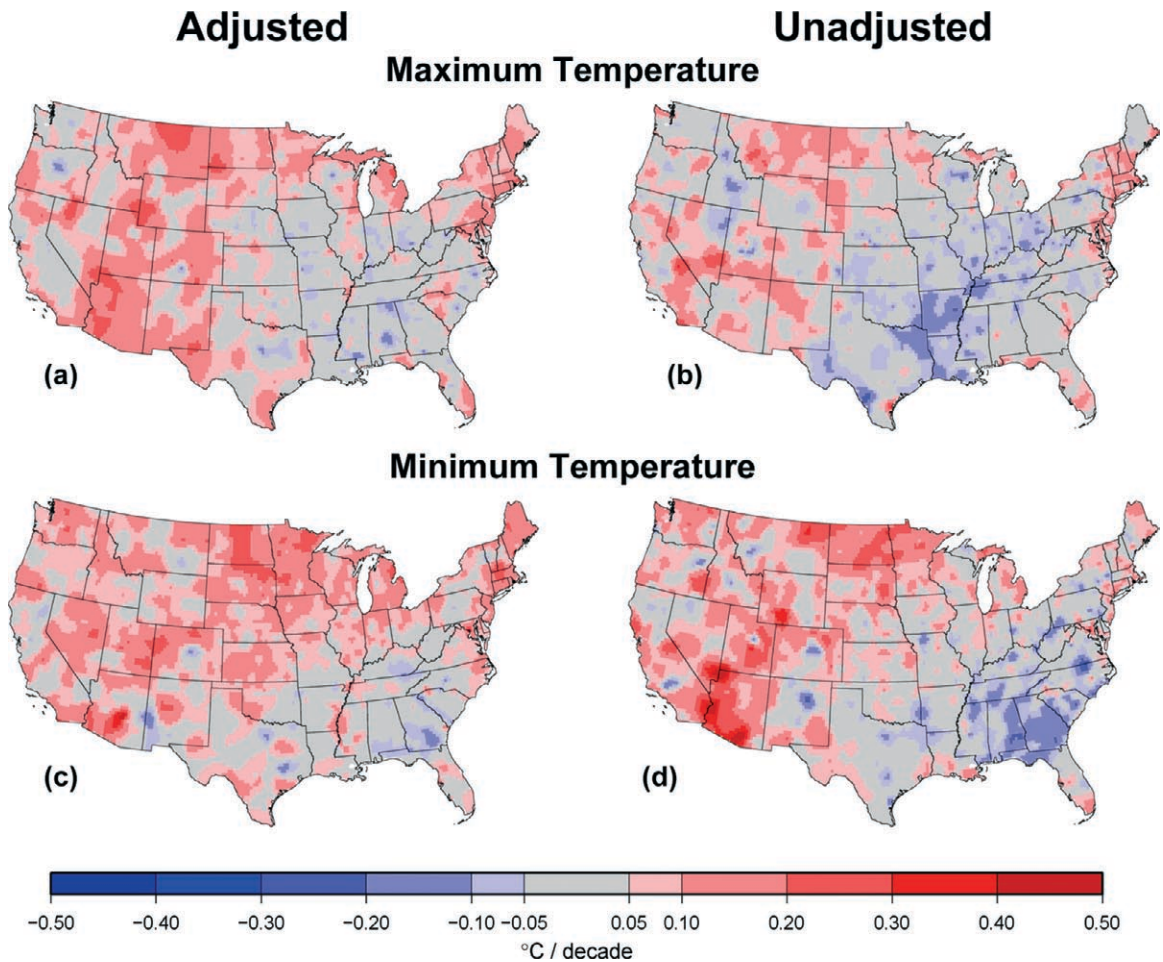 Adjusted Unadjusted
Maximum Temperature
(a) (b)
Minimum Temperature
(c) (d)
−0.50 −0.40 −0.30 −0.20 −0.10 −0.05 0.05 0.10 0.20 0.30 0.40 0.50
°C / decade